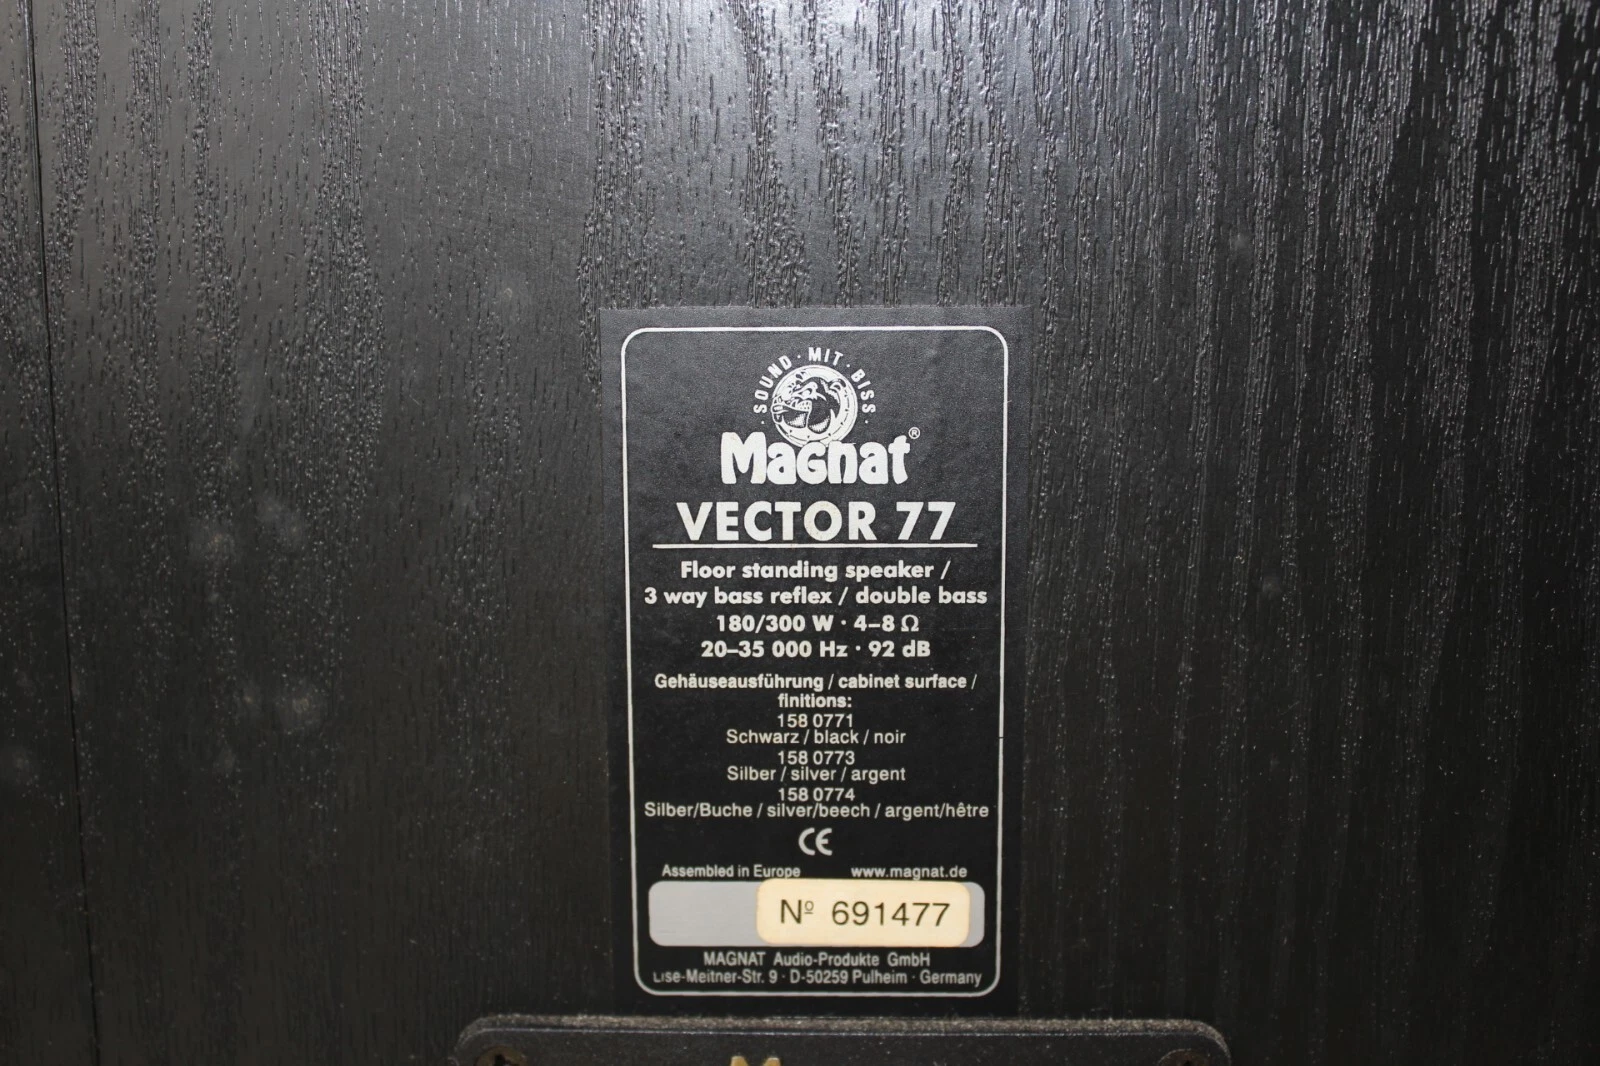 · SOUND · MIT · BISS ·
Magnat®
VECTOR 77
Floor standing speaker /
3 way bass reflex / double bass
180/300 W · 4–8 Ω
20–35 000 Hz · 92 dB
Gehäuseausführung / cabinet surface /
finitions:
158 0771
Schwarz / black / noir
158 0773
Silber / silver / argent
158 0774
Silber/Buche / silver/beech / argent/hêtre
CE
Assembled in Europe www.magnat.de
Nº 691477
MAGNAT Audio-Produkte GmbH
Lise-Meitner-Str. 9 · D-50259 Pulheim · Germany